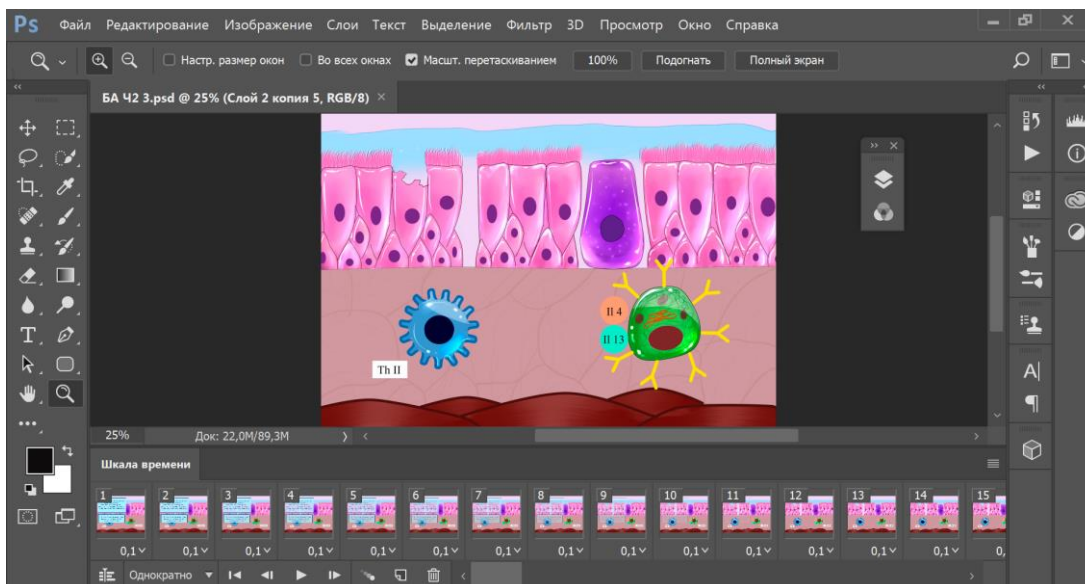 Ps Файл Редактирование Изображение Слои Текст Выделение Фильтр 3D Просмотр Окно Справка
Настр. размер окон Во всех окнах Масшт. перетаскиванием 100% Подогнать Полный экран
БА Ч2 3.psd @ 25% (Слой 2 копия 5, RGB/8) ×
Il 4
Il 13
Th II
25% Док: 22,0M/89,3M
Шкала времени
1 2 3 4 5 6 7 8 9 10 11 12 13 14 15
0,1 0,1 0,1 0,1 0,1 0,1 0,1 0,1 0,1 0,1 0,1 0,1 0,1 0,1 0,
Однократно